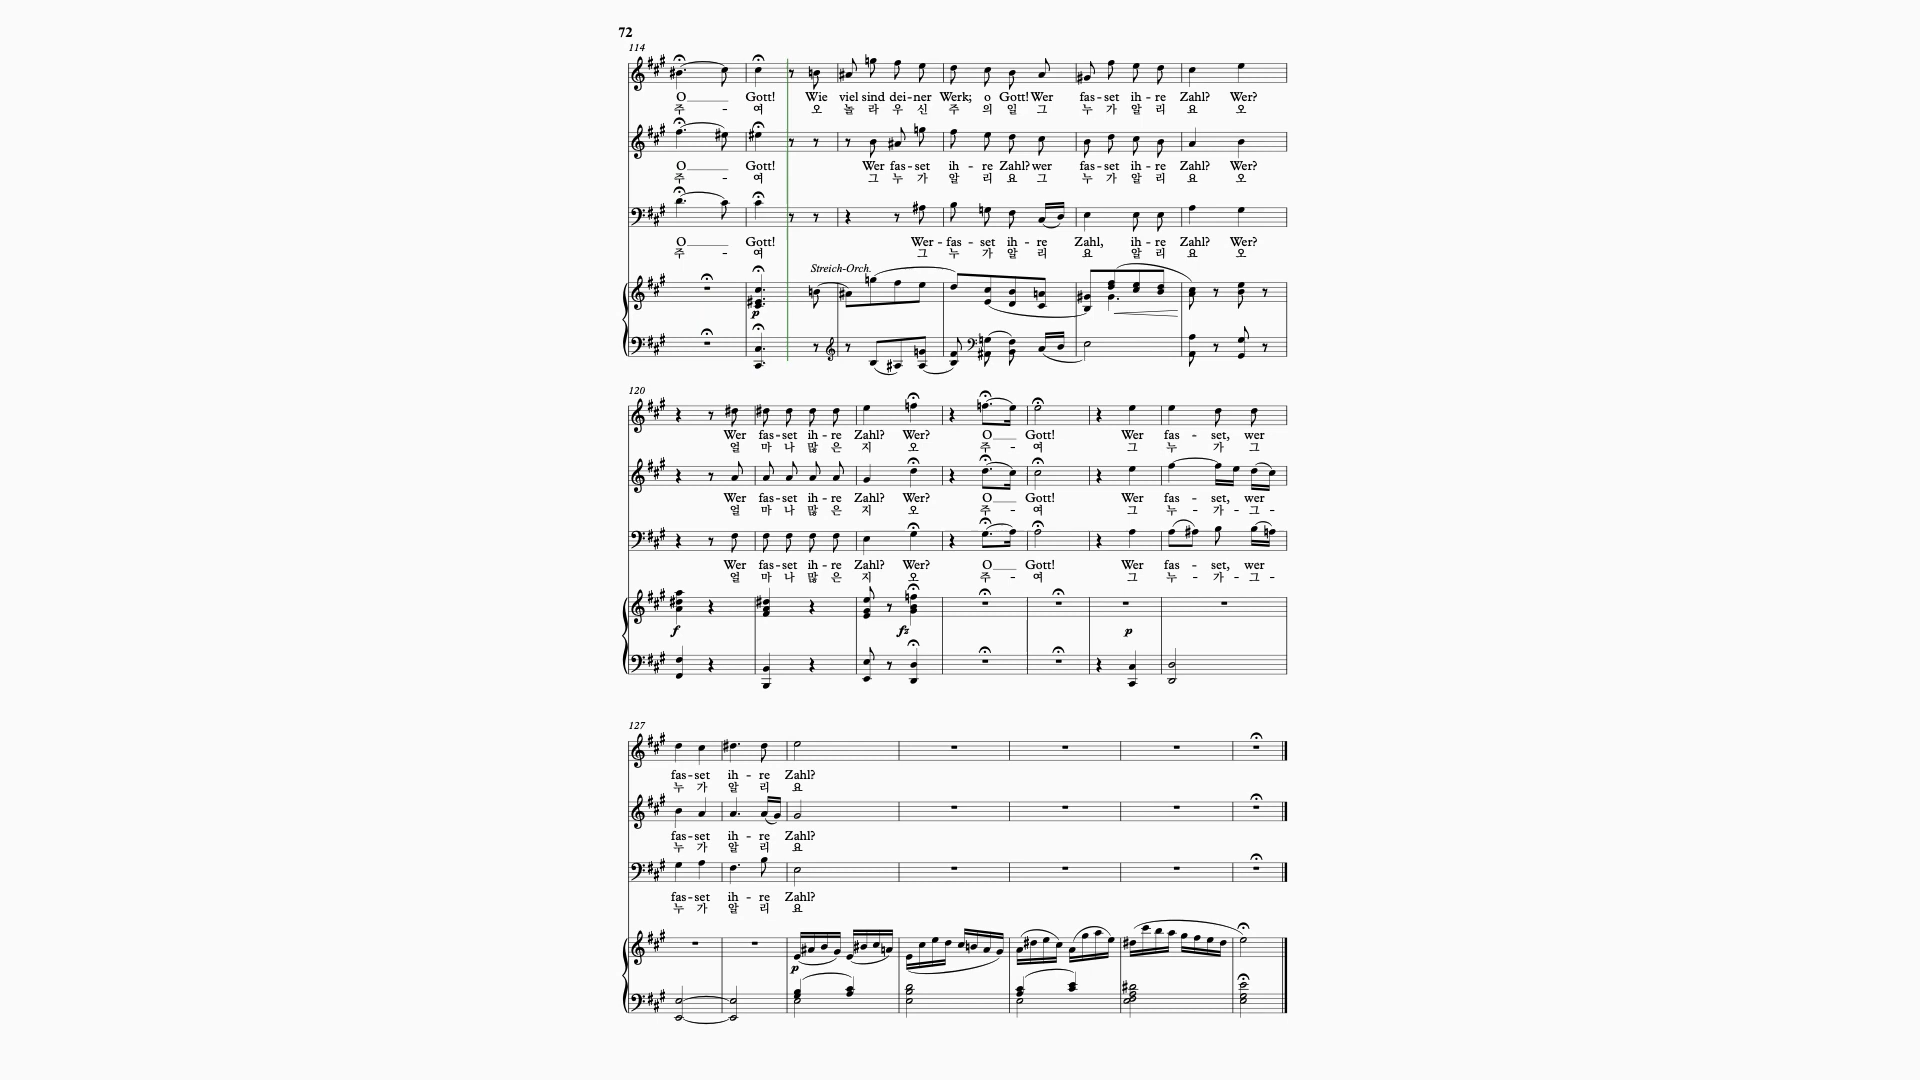 72
114
O Gott! Wie viel sind dei-ner Werk; o Gott! Wer fas-set ih-re Zahl? Wer?
주 - 여 오 놀 라 우 신 주 의 일 그 누 가 알 리 요 오
O Gott! Wer fas-set ih-re Zahl? wer fas-set ih-re Zahl? Wer?
주 - 여 그 누 가 알 리 요 그 누 가 알 리 요 오
O Gott! Wer-fas-set ih-re Zahl, ih-re Zahl? Wer?
주 - 여 그 누 가 알 리 요 알 리 요 오
Streich-Orch.
p
120
Wer fas-set ih-re Zahl? Wer? O Gott! Wer fas-set, wer
얼 마 나 많 은 지 오 주 - 여 그 누 가 그
Wer fas-set ih-re Zahl? Wer? O Gott! Wer fas-set, wer
얼 마 나 많 은 지 오 주 - 여 그 누 - 가 - 그 -
Wer fas-set ih-re Zahl? Wer? O Gott! Wer fas-set, wer
얼 마 나 많 은 지 오 주 - 여 그 누 - 가 - 그 -
f fz p
127
fas-set ih-re Zahl?
누 가 알 리 요
fas-set ih-re Zahl?
누 가 알 리 요
fas-set ih-re Zahl?
누 가 알 리 요
p